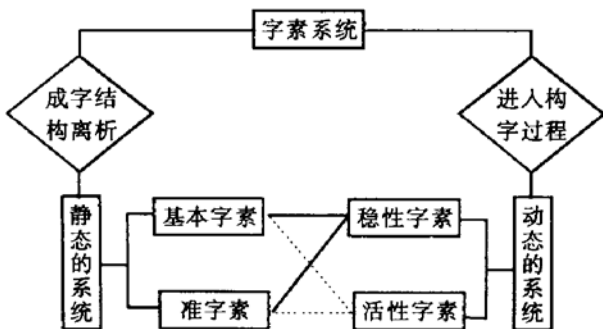 字素系统
成字结
构离析
进入构
字过程
静态的系统
基本字素
稳性字素
动态的系统
准字素
活性字素